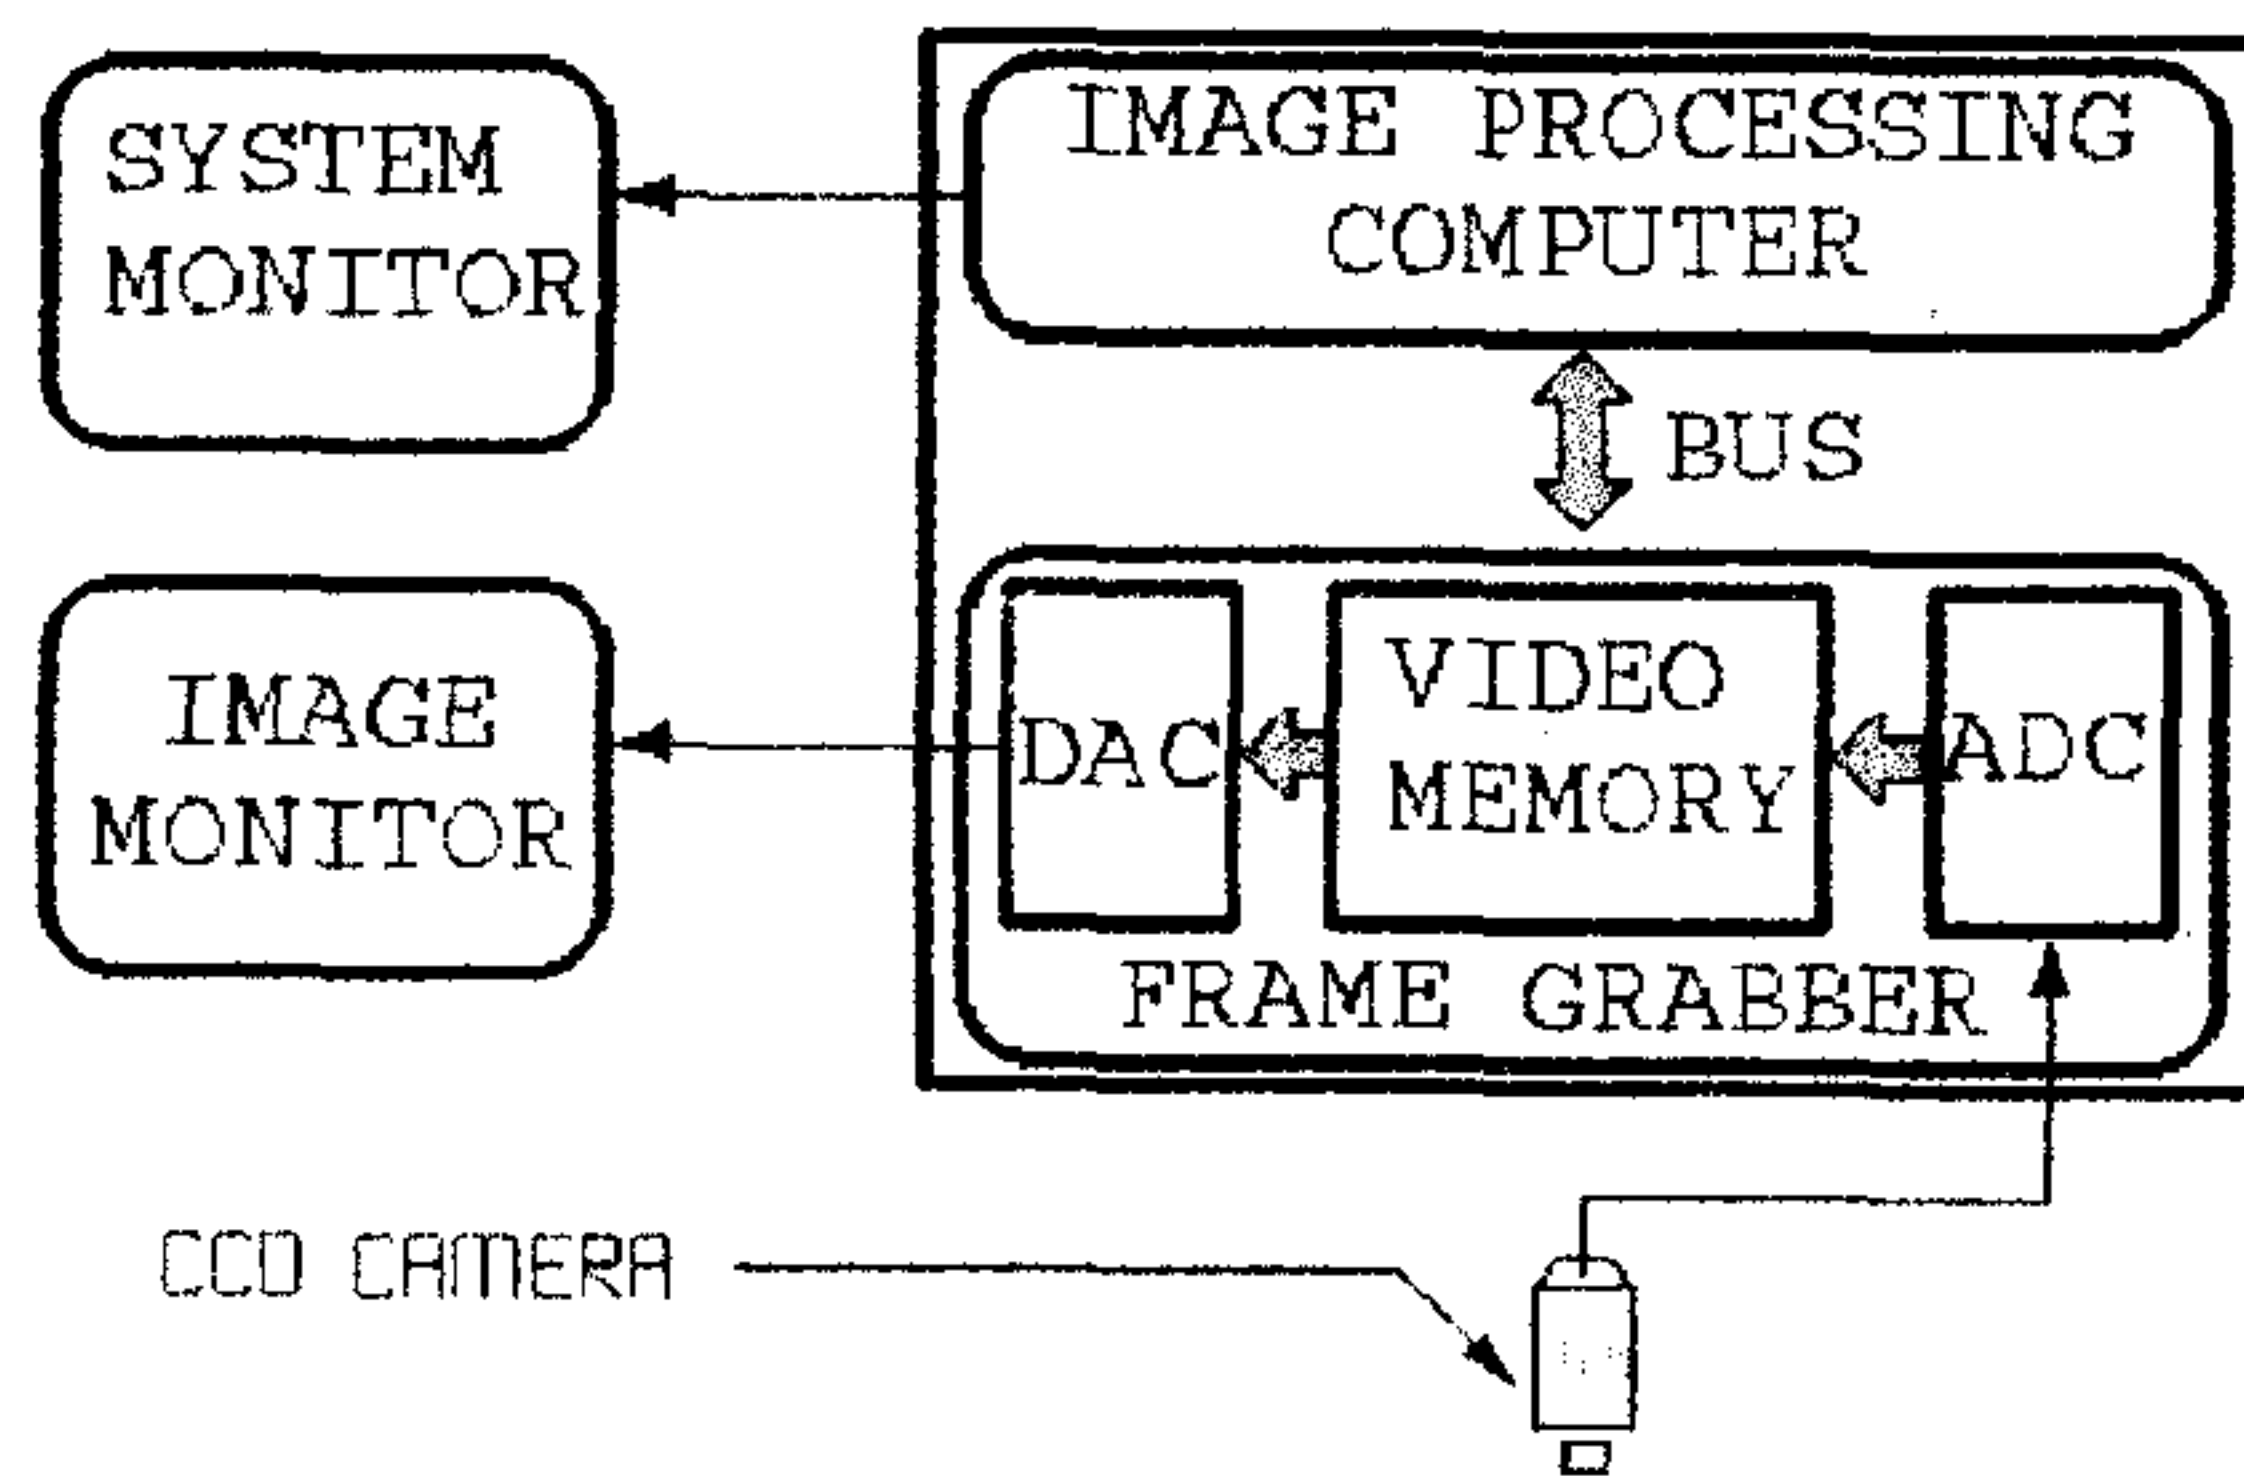 SYSTEM
MONITOR
IMAGE PROCESSING
COMPUTER
BUS
IMAGE
MONITOR
DAC
VIDEO
MEMORY
ADC
FRAME GRABBER
CCD CAMERA